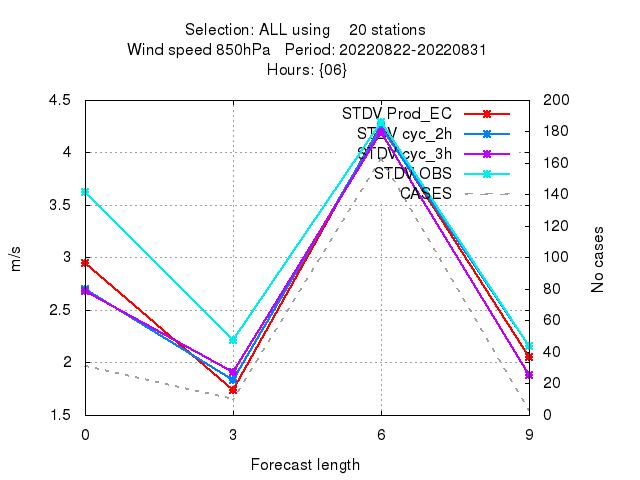 Selection: ALL using 20 stations
Wind speed 850hPa Period: 20220822-20220831
Hours: {06}
STDV Prod_EC
STDV cyc_2h
STDV cyc_3h
STDV OBS
CASES
4.5
4
3.5
3
2.5
2
1.5
200
180
160
140
120
100
80
60
40
20
0
m/s
No cases
0 3 6 9
Forecast length